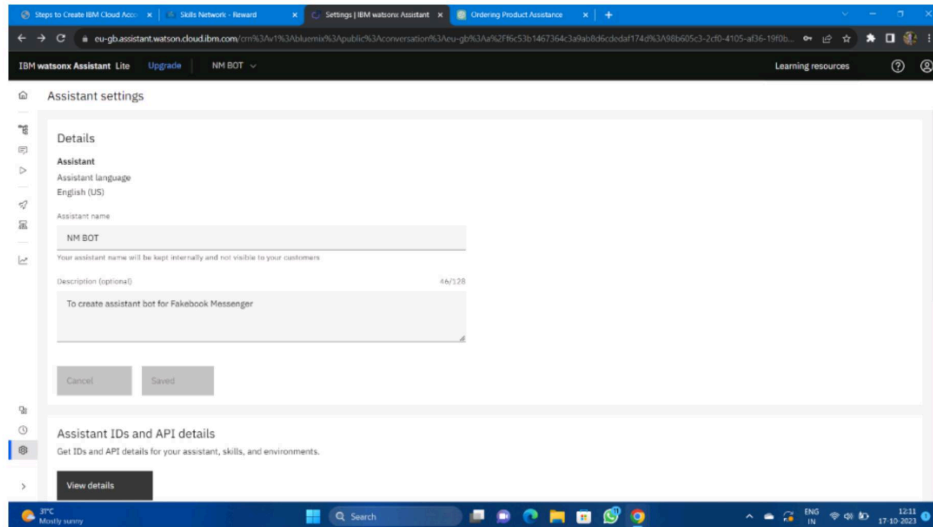 Steps to Create IBM Cloud Acco
Skills Network - Reward
Settings | IBM watsonx Assistant
Ordering Product Assistance
IBM watsonx Assistant Lite Upgrade NM BOT Learning resources
Assistant settings
Details
Assistant
Assistant language
English (US)
Assistant name
NM BOT
Your assistant name will be kept internally and not visible to your customers
Description (optional) 46/128
To create assistant bot for Fakebook Messenger
Cancel Saved
Assistant IDs and API details
Get IDs and API details for your assistant, skills, and environments.
View details
31°C
Mostly sunny
Search
ENG
IN
12:11
17-10-2023